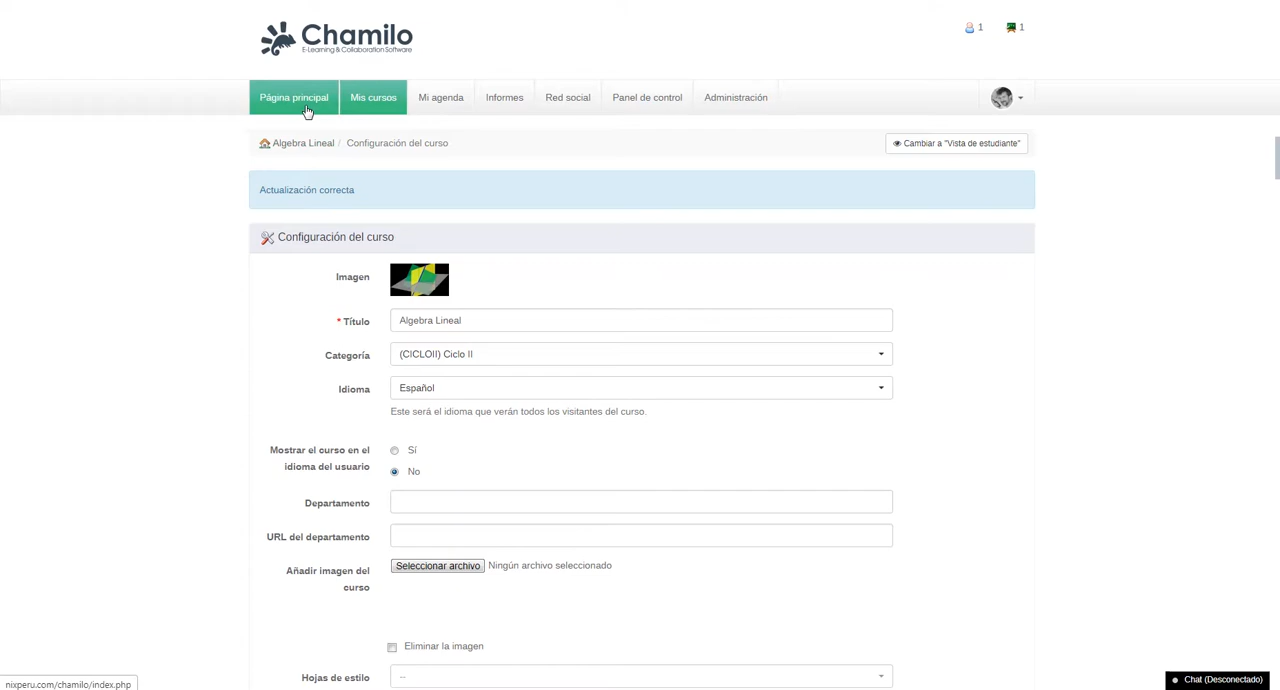 Chamilo
E-Learning & Collaboration Software
1 1
Página principal Mis cursos Mi agenda Informes Red social Panel de control Administración
Algebra Lineal / Configuración del curso Cambiar a "Vista de estudiante"
Actualización correcta
Configuración del curso
Imagen
* Título Algebra Lineal
Categoría (CICLOII) Ciclo II
Idioma Español
Este será el idioma que verán todos los visitantes del curso.
Mostrar el curso en el idioma del usuario
Sí
No
Departamento
URL del departamento
Añadir imagen del curso Seleccionar archivo Ningún archivo seleccionado
Eliminar la imagen
Hojas de estilo --
nixperu.com/chamilo/index.php Chat (Desconectado)